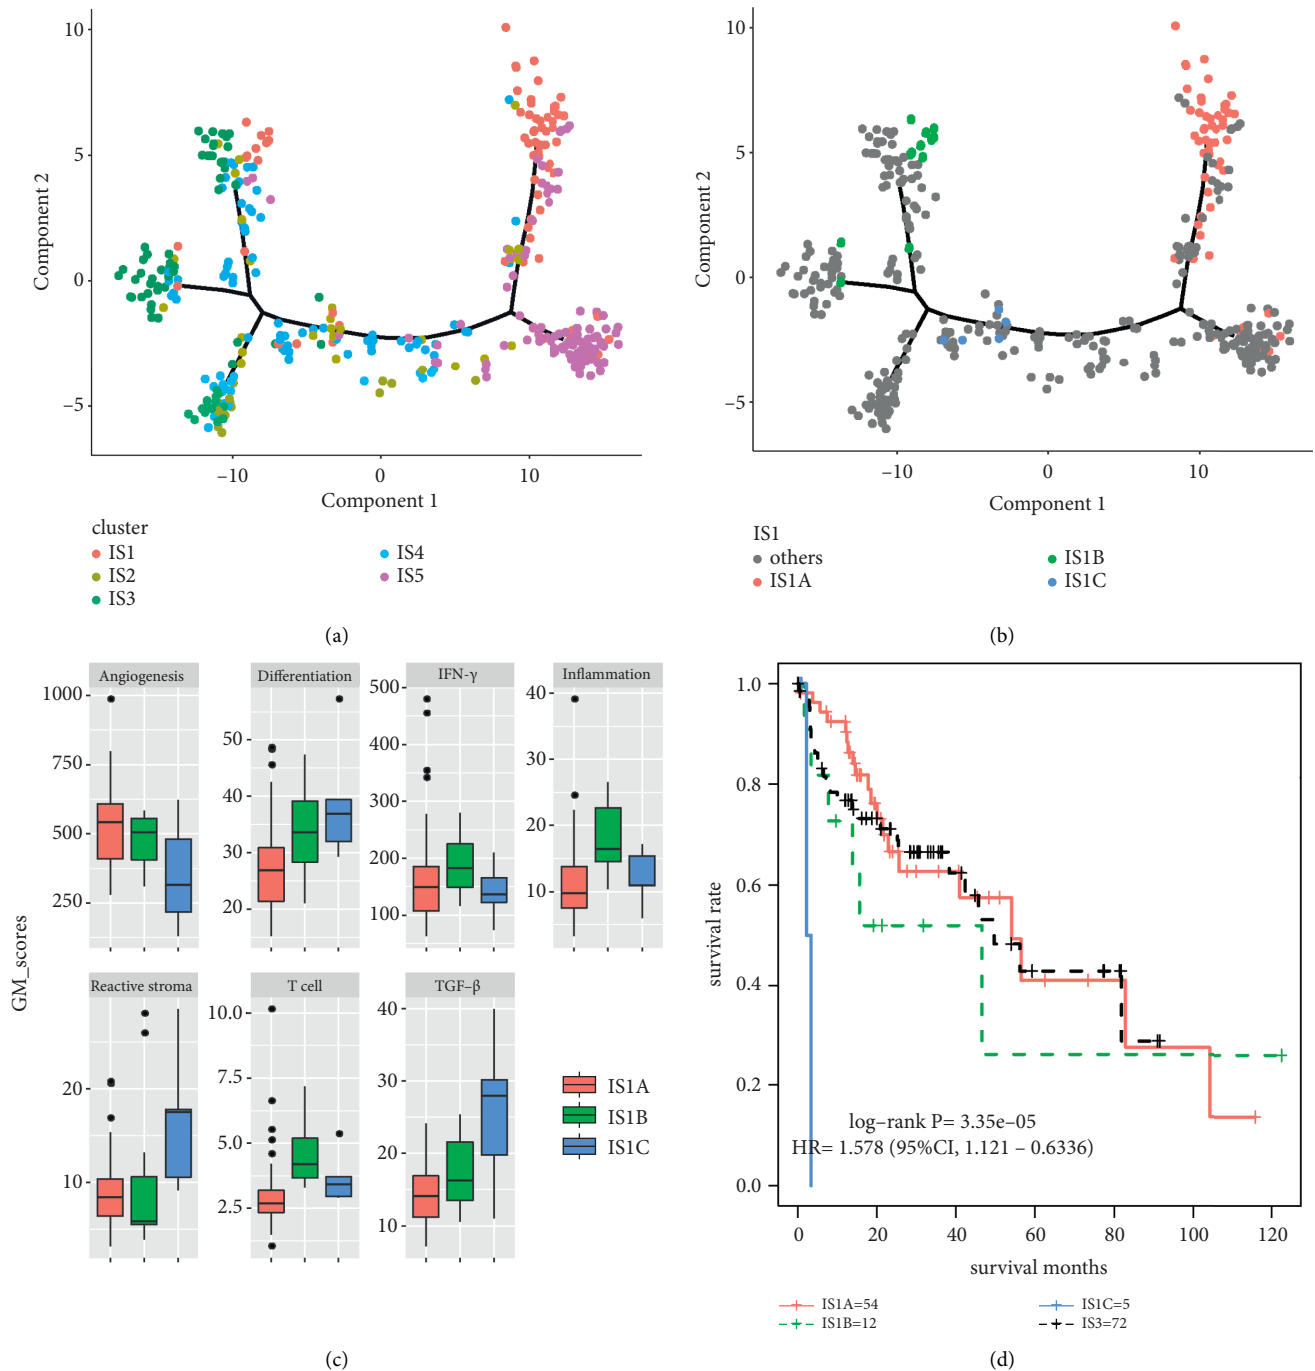 10
5
0
−5
Component 2
−10
0
10
Component 1
cluster
IS1
IS2
IS3
IS4
IS5
(a)
10
5
0
−5
Component 2
−10
0
10
Component 1
IS1
others
IS1A
IS1B
IS1C
(b)
GM_scores
Angiogenesis
1000
750
500
250
Differentiation
50
40
30
20
IFN-γ
500
400
300
200
100
Inflammation
40
30
20
10
Reactive stroma
20
10
T cell
10.0
7.5
5.0
2.5
TGF−β
40
30
20
10
IS1A
IS1B
IS1C
(c)
survival rate
1.0
0.8
0.6
0.4
0.2
0.0
log−rank P= 3.35e−05
HR= 1.578 (95%CI, 1.121 − 0.6336)
0
20
40
60
80
100
120
survival months
IS1A=54
IS1B=12
IS1C=5
IS3=72
(d)